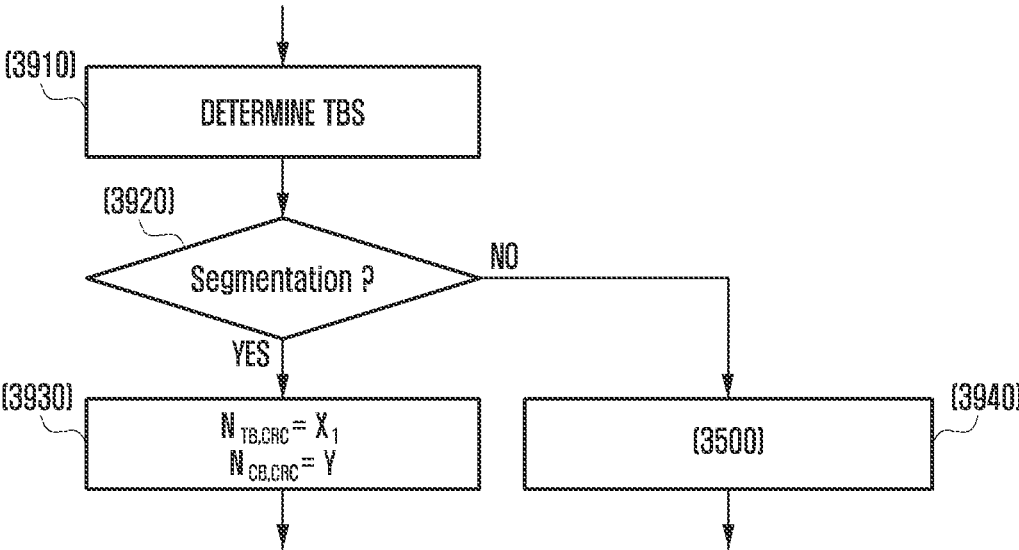 (3910)
DETERMINE TBS
(3920)
Segmentation ?
NO
YES
(3930)
N TB,CRC = X 1
N CB,CRC = Y
(3500)
(3940)